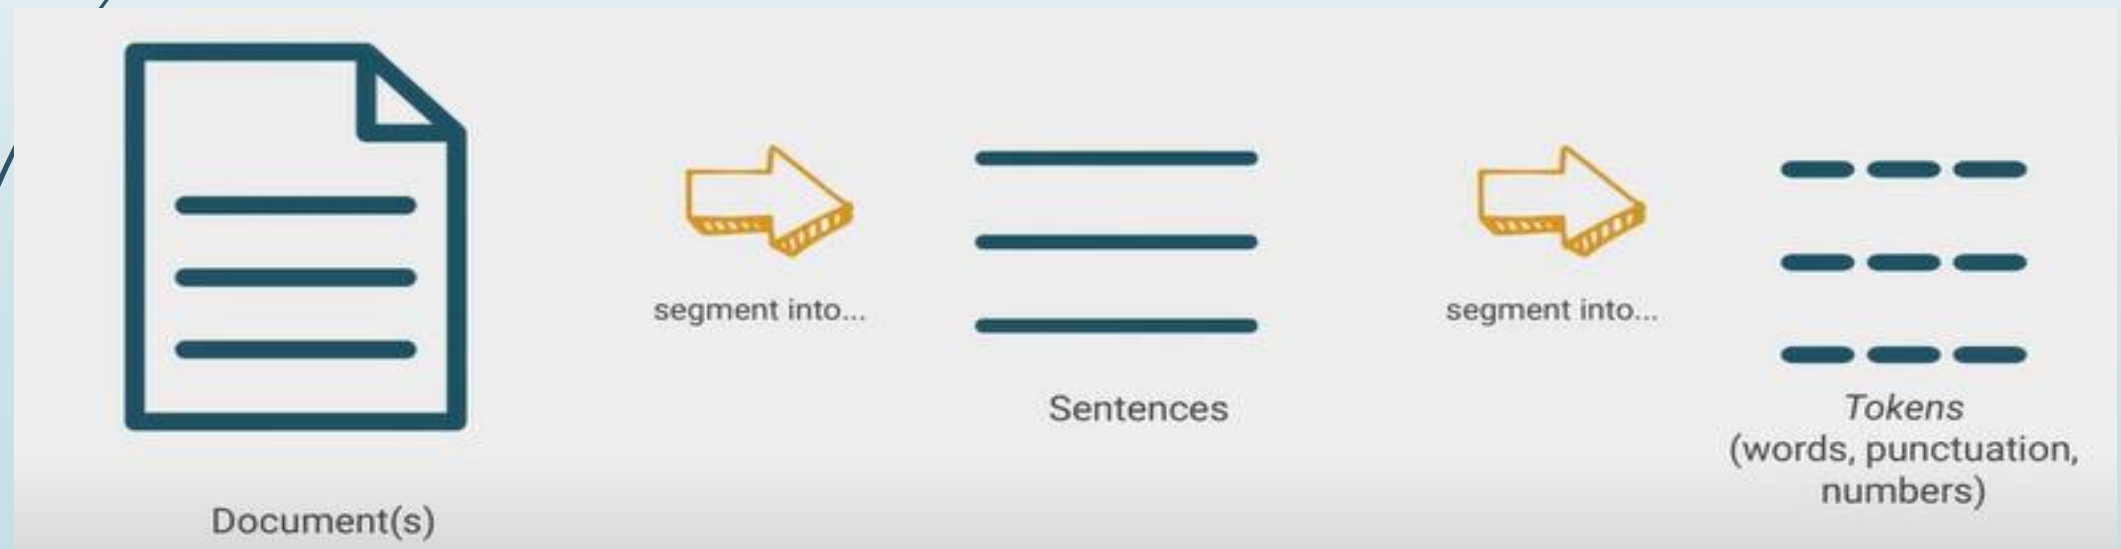 segment into...
segment into...
Sentences
Tokens
(words, punctuation,
numbers)
Document(s)